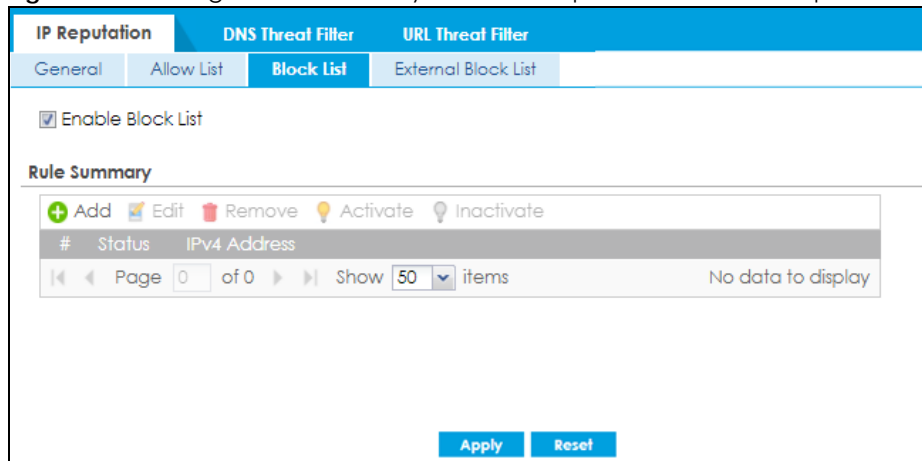 IP Reputation DNS Threat Filter URL Threat Filter
General Allow List Block List External Block List
Enable Block List
Rule Summary
Add Edit Remove Activate Inactivate
# Status IPv4 Address
Page 0 of 0 Show 50 items No data to display
Apply Reset